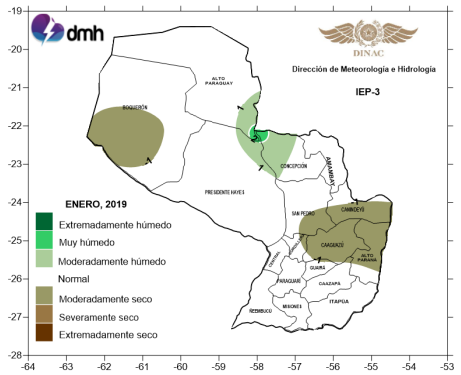 -19
-20
-21
-22
-23
-24
-25
-26
-27
-28
-64
-63
-62
-61
-60
-59
-58
-57
-56
-55
-54
-53
dmh
DINAC
Dirección de Meteorología e Hidrología
IEP-3
ALTO
PARAGUAY
BOQUERÓN
CONCEPCIÓN
AMAMBAY
PRESIDENTE HAYES
SAN PEDRO
CANINDEYÚ
CAAGUAZÚ
ALTO
PARANÁ
CENTRAL
GUAIRÁ
PARAGUARÍ
CAAZAPÁ
ITAPÚA
MISIONES
ÑEEMBUCÚ
ENERO, 2019
Extremadamente húmedo
Muy húmedo
Moderadamente húmedo
Normal
Moderadamente seco
Severamente seco
Extremadamente seco